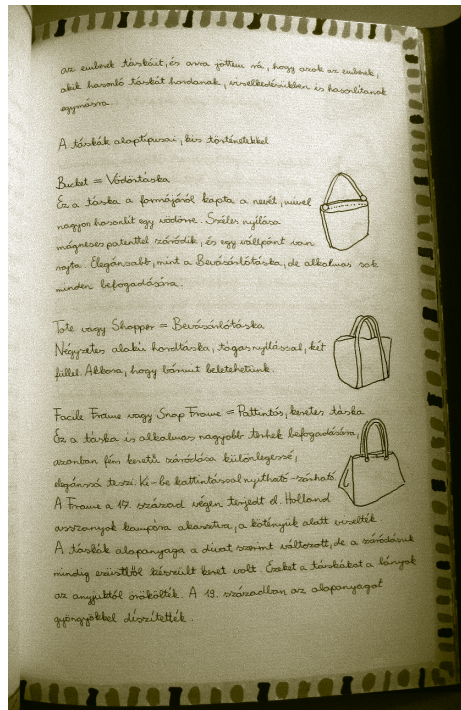 az emberek táskáit, és arra jöttem rá, hogy azok az emberek,
akik hasonló táskát hordanak, viselkedésükben is hasonlítanak
egymásra.
A táskák alaptípusai, kis történetekkel
Bucket = Vödörtáska
Ez a táska a formájáról kapta a nevét, mivel
nagyon hasonlít egy vödörre. Széles nyílása
mágneses patenttel záródik, és egy vállpánt van
rajta. Elegánsabb, mint a Bevásárlótáska, de alkalmas sok
minden befogadására.
Tote vagy Shopper = Bevásárlótáska
Négyzetes alakú hordtáska, tágas nyílással, két
füllel. Akkora, hogy bármit beletehetünk.
Facile Frame vagy Snap Frame = Pattintós, keretes táska
Ez a táska is alkalmas nagyobb terhek befogadására,
azonban fém keretű záródása különlegessé,
elegánssá teszi. Ki-be kattintással nyitható-zárható.
A Frame a 17. század végén terjedt el. Holland
asszonyok kampóra akasztva, a kötényük alatt viselték
A táskák alapanyaga a divat szerint változott, de a záródásuk
mindig ezüstből készült keret volt. Ezeket a táskákat a lányok
az anyjuktól örökölték. A 19. században az alapanyagot
gyöngyökkel díszítették.